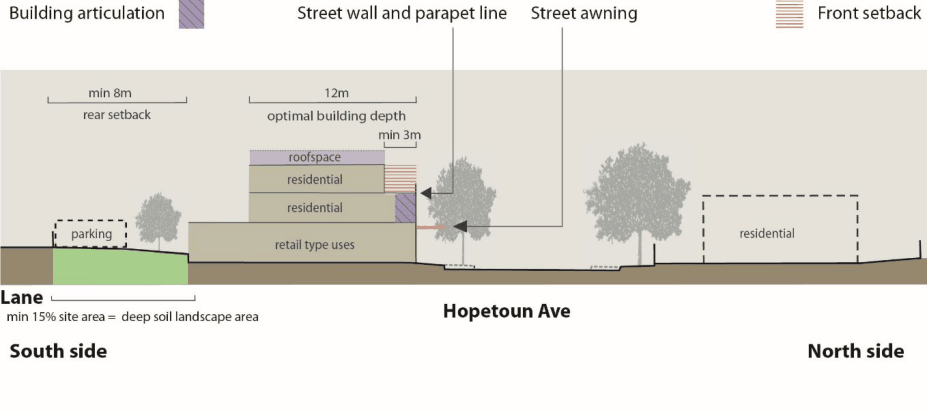 Building articulation
Street wall and parapet line
Street awning
Front setback
min 8m
rear setback
12m
optimal building depth
min 3m
roofspace
residential
residential
parking
retail type uses
residential
Lane
min 15% site area = deep soil landscape area
Hopetoun Ave
South side
North side